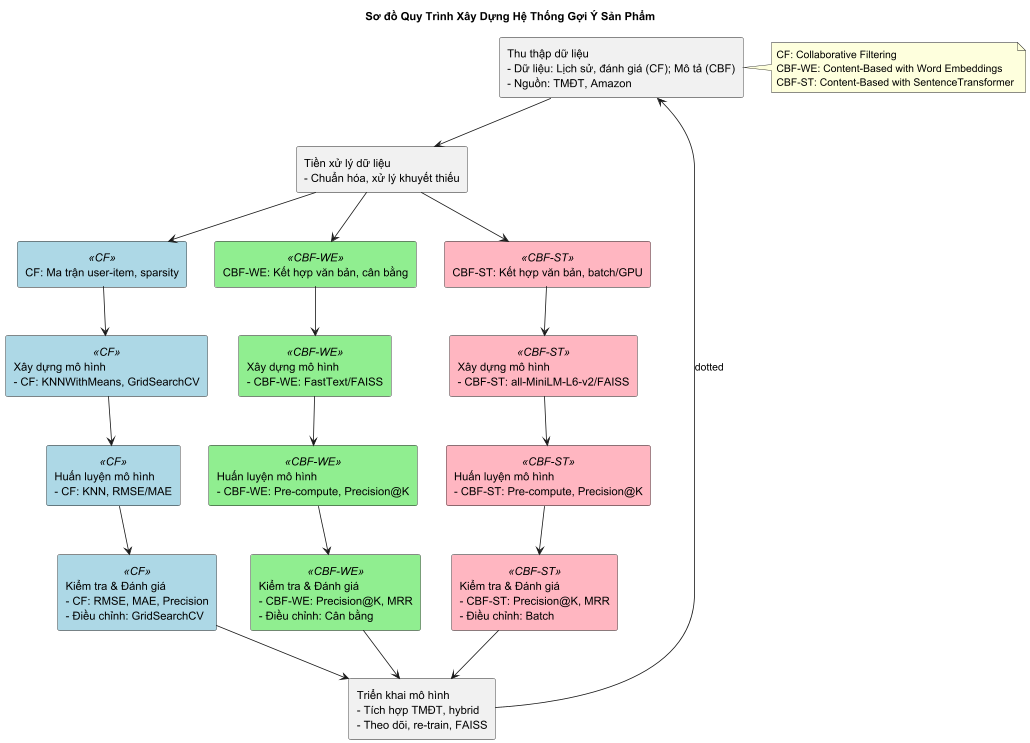 Sơ đồ Quy Trình Xây Dựng Hệ Thống Gợi Ý Sản Phẩm
Thu thập dữ liệu
- Dữ liệu: Lịch sử, đánh giá (CF); Mô tả (CBF)
- Nguồn: TMĐT, Amazon
CF: Collaborative Filtering
CBF-WE: Content-Based with Word Embeddings
CBF-ST: Content-Based with SentenceTransformer
Tiền xử lý dữ liệu
- Chuẩn hóa, xử lý khuyết thiếu
«CF»
CF: Ma trận user-item, sparsity
«CBF-WE»
CBF-WE: Kết hợp văn bản, cân bằng
«CBF-ST»
CBF-ST: Kết hợp văn bản, batch/GPU
«CF»
Xây dựng mô hình
- CF: KNNWithMeans, GridSearchCV
«CBF-WE»
Xây dựng mô hình
- CBF-WE: FastText/FAISS
«CBF-ST»
Xây dựng mô hình
- CBF-ST: all-MiniLM-L6-v2/FAISS
dotted
«CF»
Huấn luyện mô hình
- CF: KNN, RMSE/MAE
«CBF-WE»
Huấn luyện mô hình
- CBF-WE: Pre-compute, Precision@K
«CBF-ST»
Huấn luyện mô hình
- CBF-ST: Pre-compute, Precision@K
«CF»
Kiểm tra & Đánh giá
- CF: RMSE, MAE, Precision
- Điều chỉnh: GridSearchCV
«CBF-WE»
Kiểm tra & Đánh giá
- CBF-WE: Precision@K, MRR
- Điều chỉnh: Cân bằng
«CBF-ST»
Kiểm tra & Đánh giá
- CBF-ST: Precision@K, MRR
- Điều chỉnh: Batch
Triển khai mô hình
- Tích hợp TMĐT, hybrid
- Theo dõi, re-train, FAISS